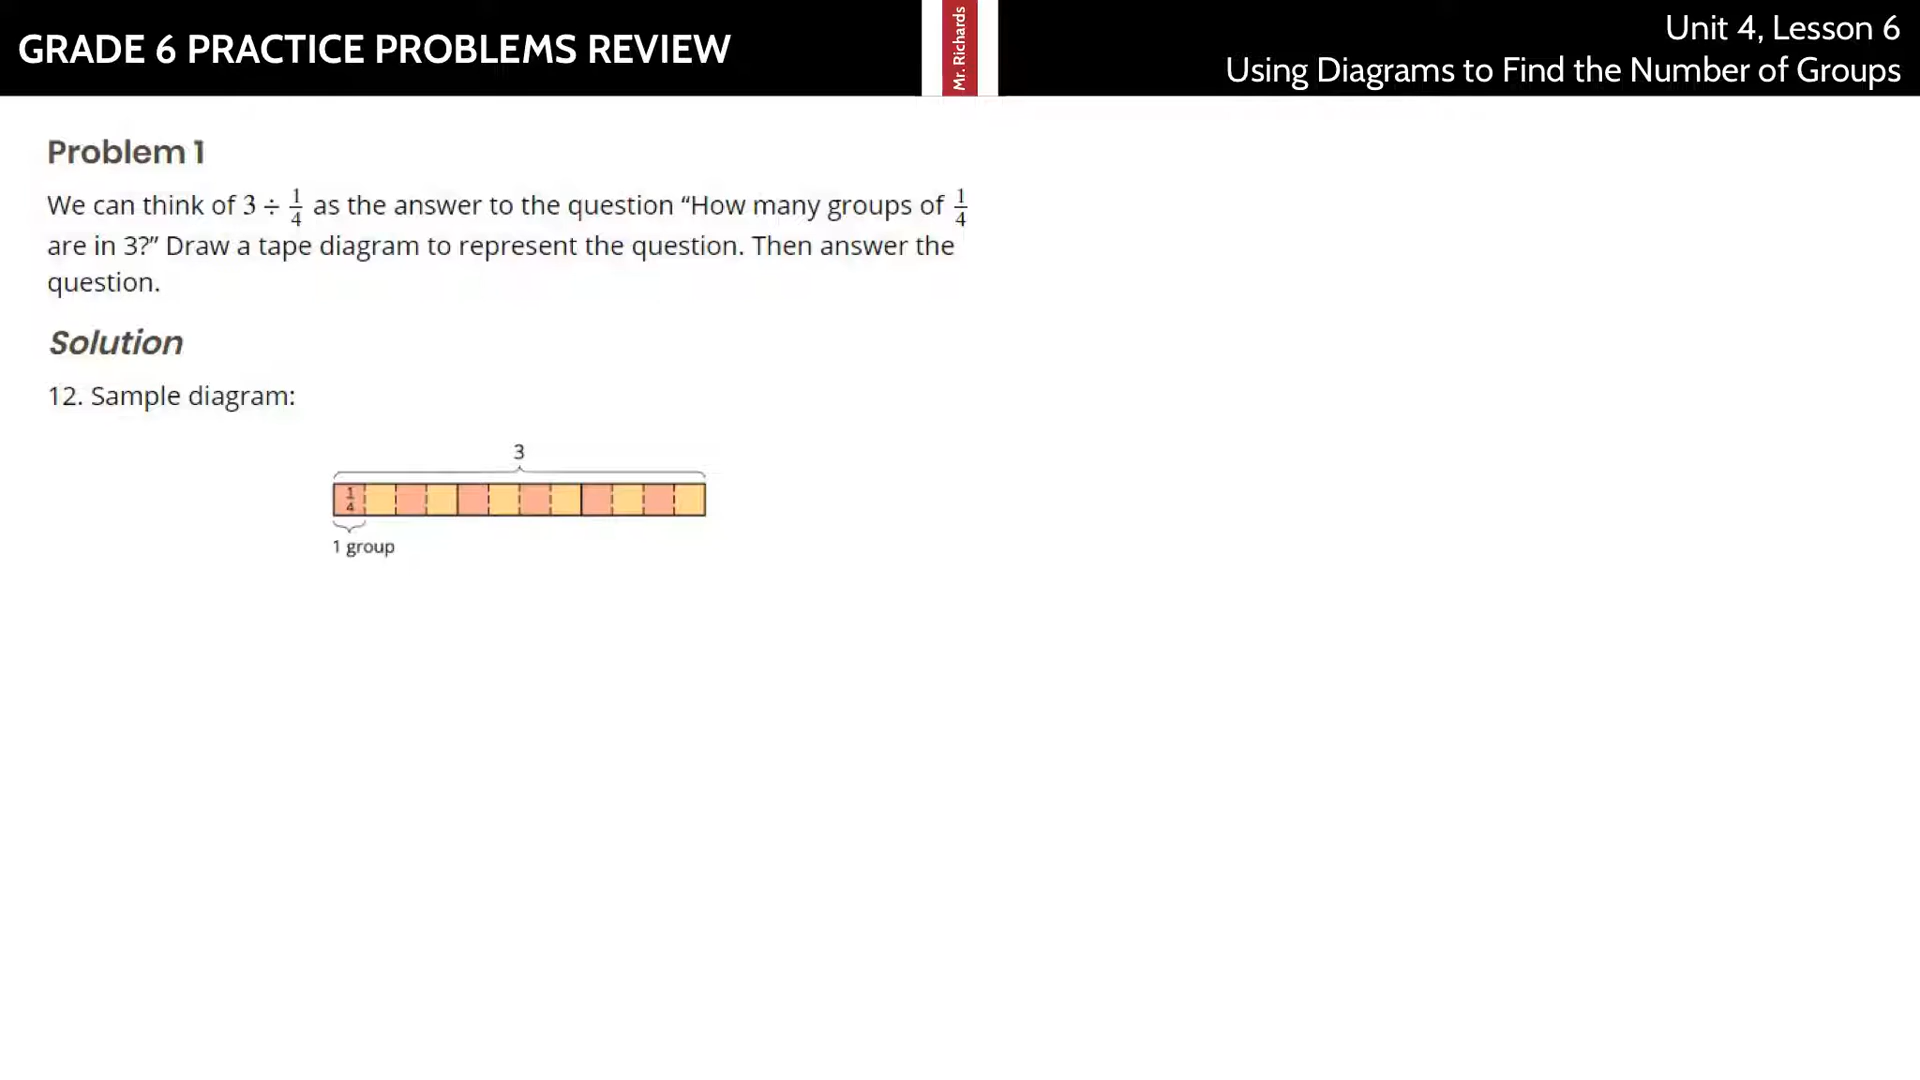 GRADE 6 PRACTICE PROBLEMS REVIEW
Mr. Richards
Unit 4, Lesson 6
Using Diagrams to Find the Number of Groups
Problem 1
We can think of 3 ÷ 1/4 as the answer to the question “How many groups of 1/4
are in 3?” Draw a tape diagram to represent the question. Then answer the
question.
Solution
12. Sample diagram:
3
1/4
1 group